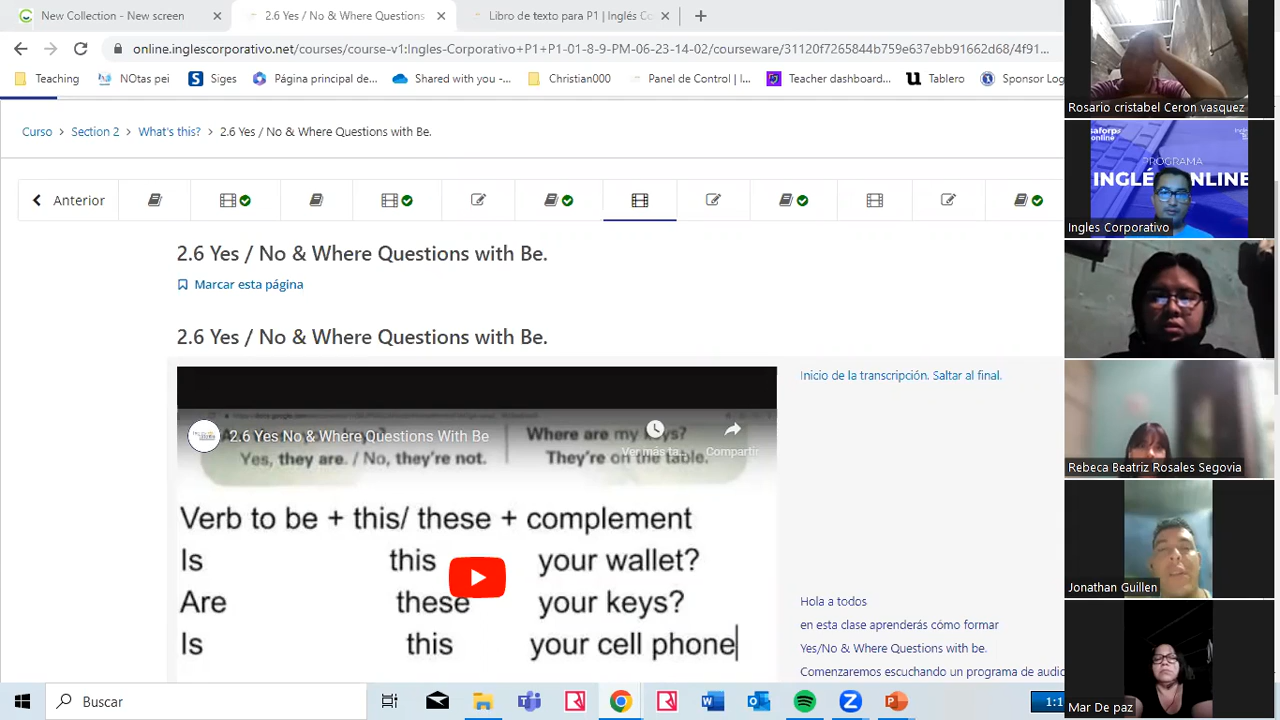 New Collection - New screen
2.6 Yes / No & Where Questions
Libro de texto para P1 | Inglés Co
online.inglescorporativo.net/courses/course-v1:Ingles-Corporativo+P1+P1-01-8-9-PM-06-23-14-02/courseware/31120f7265844b759e637ebb91662d68/4f91...
Teaching
NOtas pei
Siges
Página principal de...
Shared with you -...
Christian000
Panel de Control | I...
Teacher dashboard...
Tablero
Sponsor Log
Curso > Section 2 > What's this? > 2.6 Yes / No & Where Questions with Be.
Anterior
2.6 Yes / No & Where Questions with Be.
Marcar esta página
2.6 Yes / No & Where Questions with Be.
2.6 Yes No & Where Questions With Be
Where are my keys?
Ver más ta...
Compartir
Yes, they are. / No, they're not.
They're on the table.
Verb to be + this/ these + complement
Is this your wallet?
Are these your keys?
Is this your cell phone
Inicio de la transcripción. Saltar al final.
Hola a todos
en esta clase aprenderás cómo formar
Yes/No & Where Questions with be.
Comenzaremos escuchando un programa de audio
Buscar
1:1
Rosario cristabel Ceron vasquez
PROGRAMA
INGLÉ NLINE
Ingles Corporativo
Rebeca Beatriz Rosales Segovia
Jonathan Guillen
Mar De paz